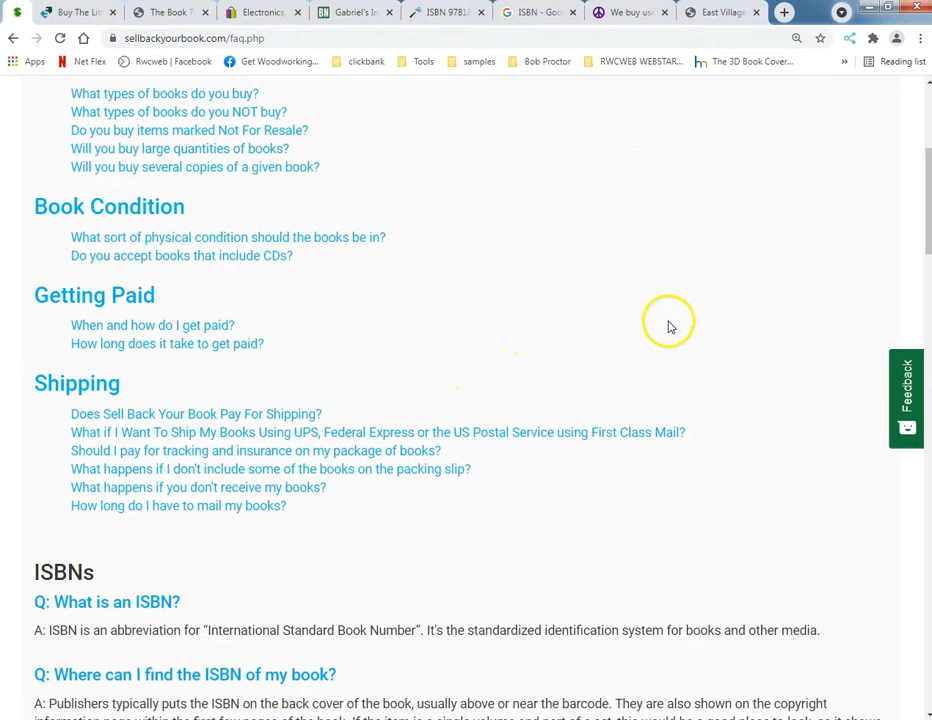 Buy The Lit
The Book T
Electronics,
Gabriel's In
ISBN 97818
ISBN - Goo
We buy use
East Village
sellbackyourbook.com/faq.php
Apps
Net Flex
Rwcweb | Facebook
Get Woodworking...
clickbank
Tools
samples
Bob Proctor
RWCWEB WEBSTAR...
The 3D Book Cover...
Reading list
What types of books do you buy?
What types of books do you NOT buy?
Do you buy items marked Not For Resale?
Will you buy large quantities of books?
Will you buy several copies of a given book?
Book Condition
What sort of physical condition should the books be in?
Do you accept books that include CDs?
Getting Paid
When and how do I get paid?
How long does it take to get paid?
Feedback
Shipping
Does Sell Back Your Book Pay For Shipping?
What if I Want To Ship My Books Using UPS, Federal Express or the US Postal Service using First Class Mail?
Should I pay for tracking and insurance on my package of books?
What happens if I don't include some of the books on the packing slip?
What happens if you don't receive my books?
How long do I have to mail my books?
ISBNs
Q: What is an ISBN?
A: ISBN is an abbreviation for “International Standard Book Number”. It's the standardized identification system for books and other media.
Q: Where can I find the ISBN of my book?
A: Publishers typically puts the ISBN on the back cover of the book, usually above or near the barcode. They are also shown on the copyright